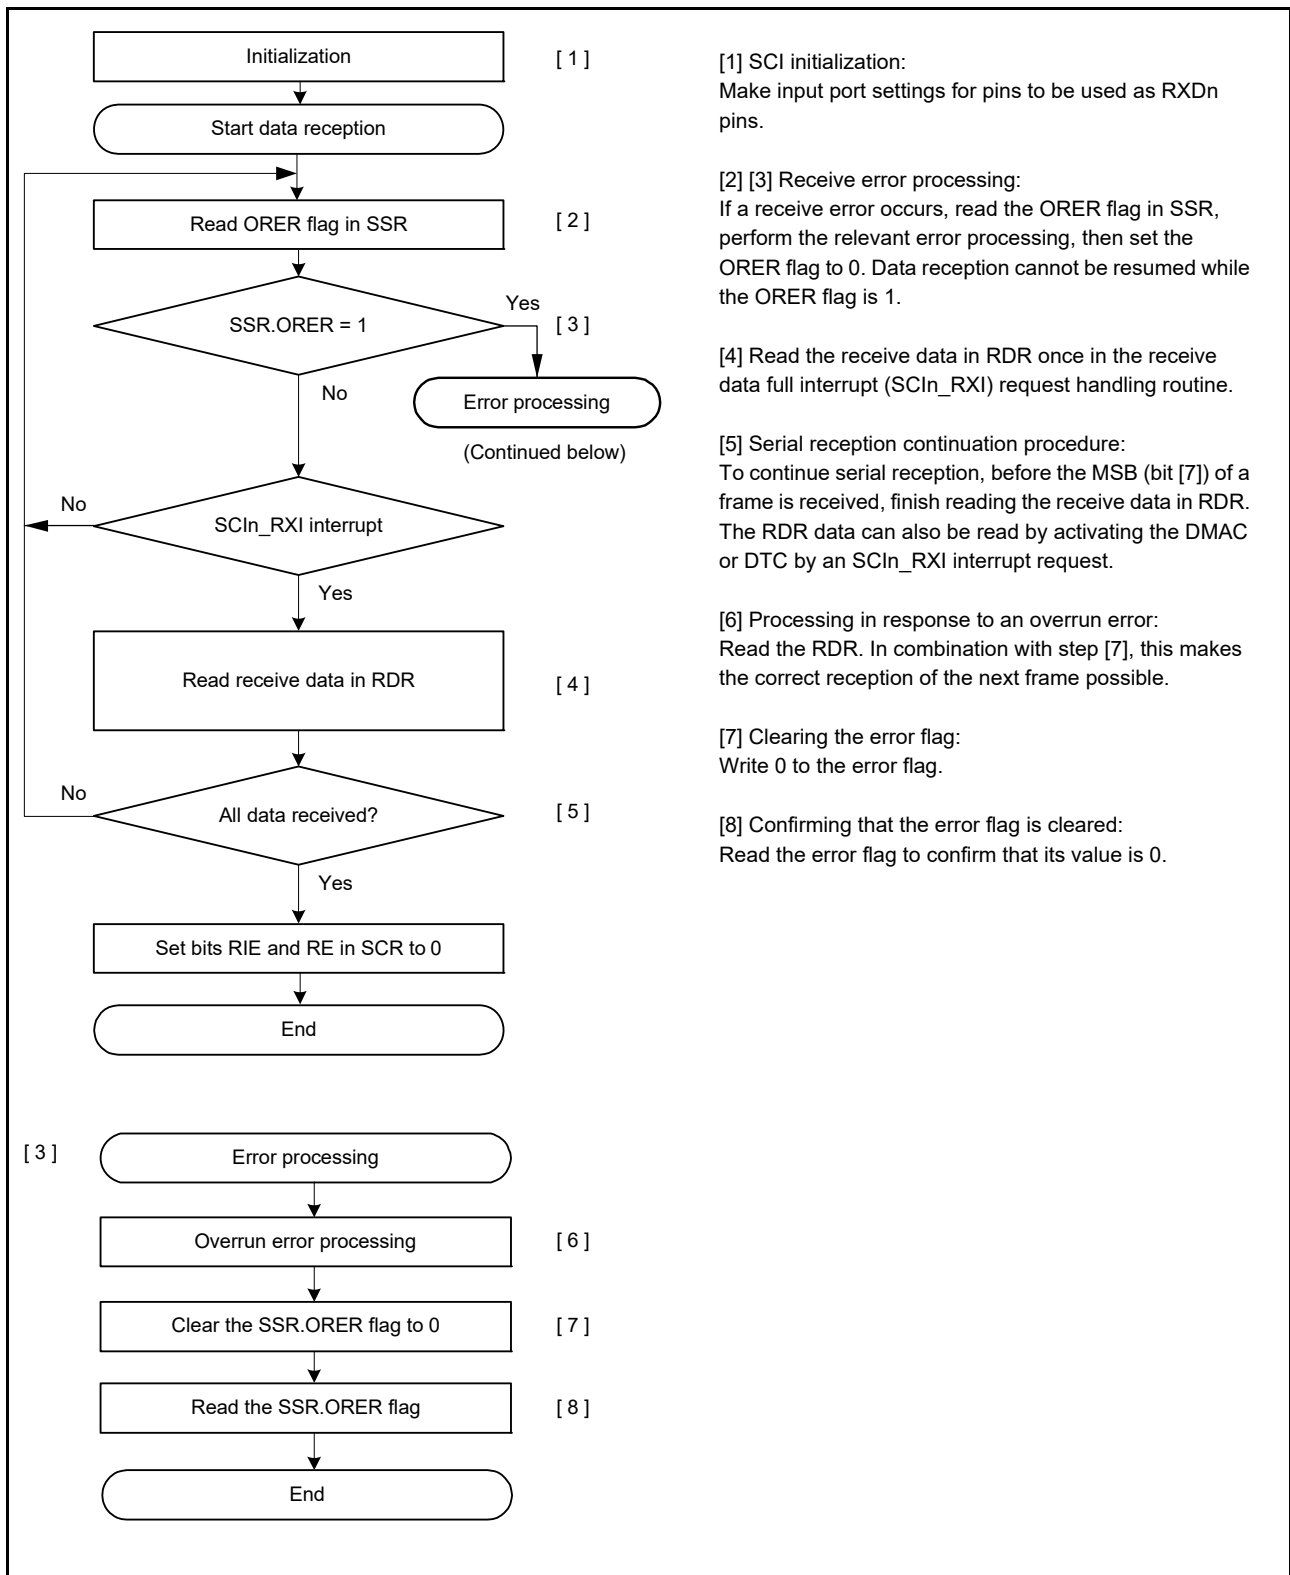 Initialization
[ 1 ]
Start data reception
Read ORER flag in SSR
[ 2 ]
SSR.ORER = 1
Yes
[ 3 ]
No
Error processing
(Continued below)
No
SCIn_RXI interrupt
Yes
Read receive data in RDR
[ 4 ]
No
All data received?
[ 5 ]
Yes
Set bits RIE and RE in SCR to 0
End
[ 3 ]
Error processing
Overrun error processing
[ 6 ]
Clear the SSR.ORER flag to 0
[ 7 ]
Read the SSR.ORER flag
[ 8 ]
End
[1] SCI initialization:
Make input port settings for pins to be used as RXDn
pins.
[2] [3] Receive error processing:
If a receive error occurs, read the ORER flag in SSR,
perform the relevant error processing, then set the
ORER flag to 0. Data reception cannot be resumed while
the ORER flag is 1.
[4] Read the receive data in RDR once in the receive
data full interrupt (SCIn_RXI) request handling routine.
[5] Serial reception continuation procedure:
To continue serial reception, before the MSB (bit [7]) of a
frame is received, finish reading the receive data in RDR.
The RDR data can also be read by activating the DMAC
or DTC by an SCIn_RXI interrupt request.
[6] Processing in response to an overrun error:
Read the RDR. In combination with step [7], this makes
the correct reception of the next frame possible.
[7] Clearing the error flag:
Write 0 to the error flag.
[8] Confirming that the error flag is cleared:
Read the error flag to confirm that its value is 0.